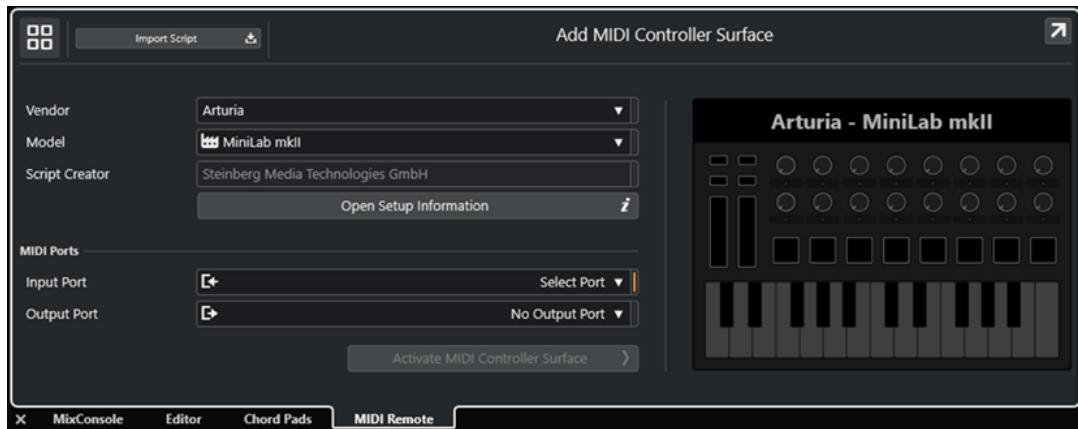 Import Script
Add MIDI Controller Surface
Vendor
Arturia
Model
MiniLab mkII
Script Creator
Steinberg Media Technologies GmbH
Open Setup Information
i
MIDI Ports
Input Port
Select Port
Output Port
No Output Port
Activate MIDI Controller Surface
Arturia - MiniLab mkII
MixConsole Editor Chord Pads MIDI Remote